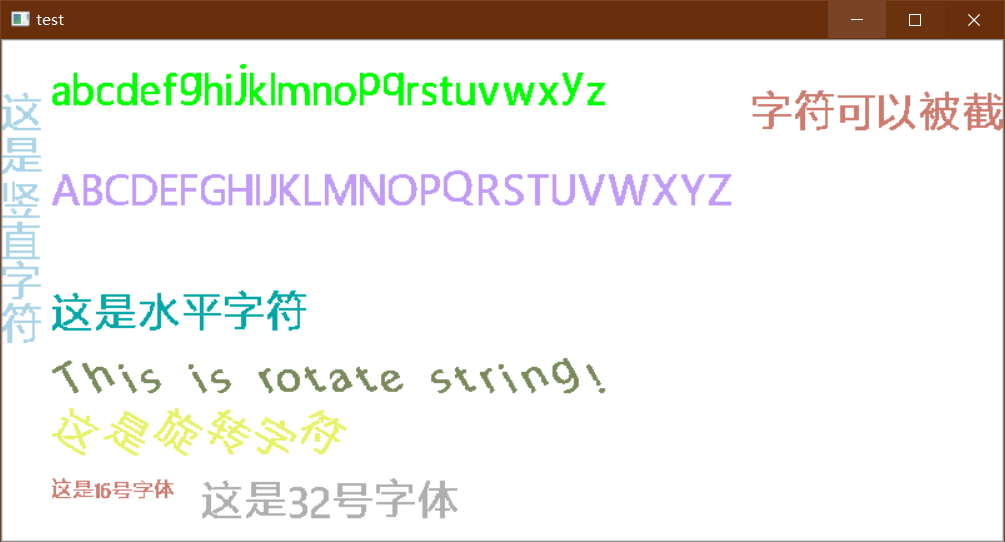 test
abcdefghijklmnopqrstuvwxyz
这是竖直字符
字符可以被截
ABCDEFGHIJKLMNOPQRSTUVWXYZ
这是水平字符
This is rotate string!
这是旋转字符
这是16号字体
这是32号字体